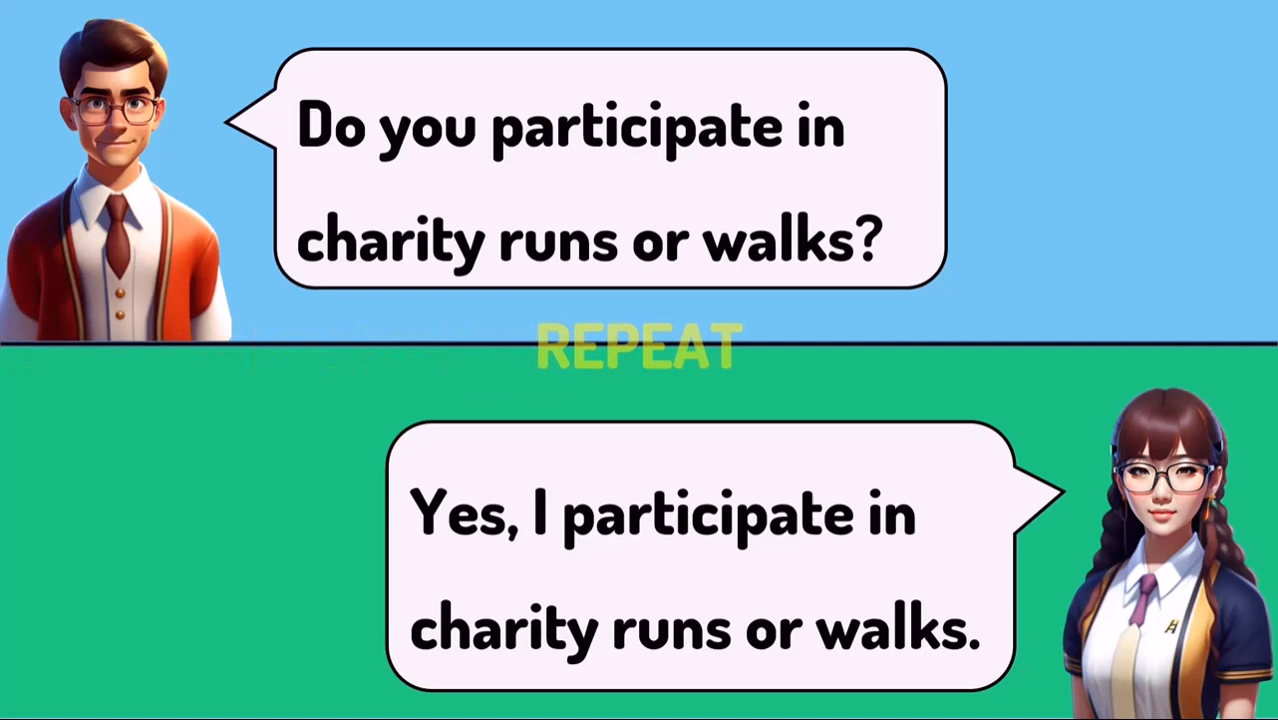 Do you participate in
charity runs or walks?
REPEAT
Yes, I participate in
charity runs or walks.